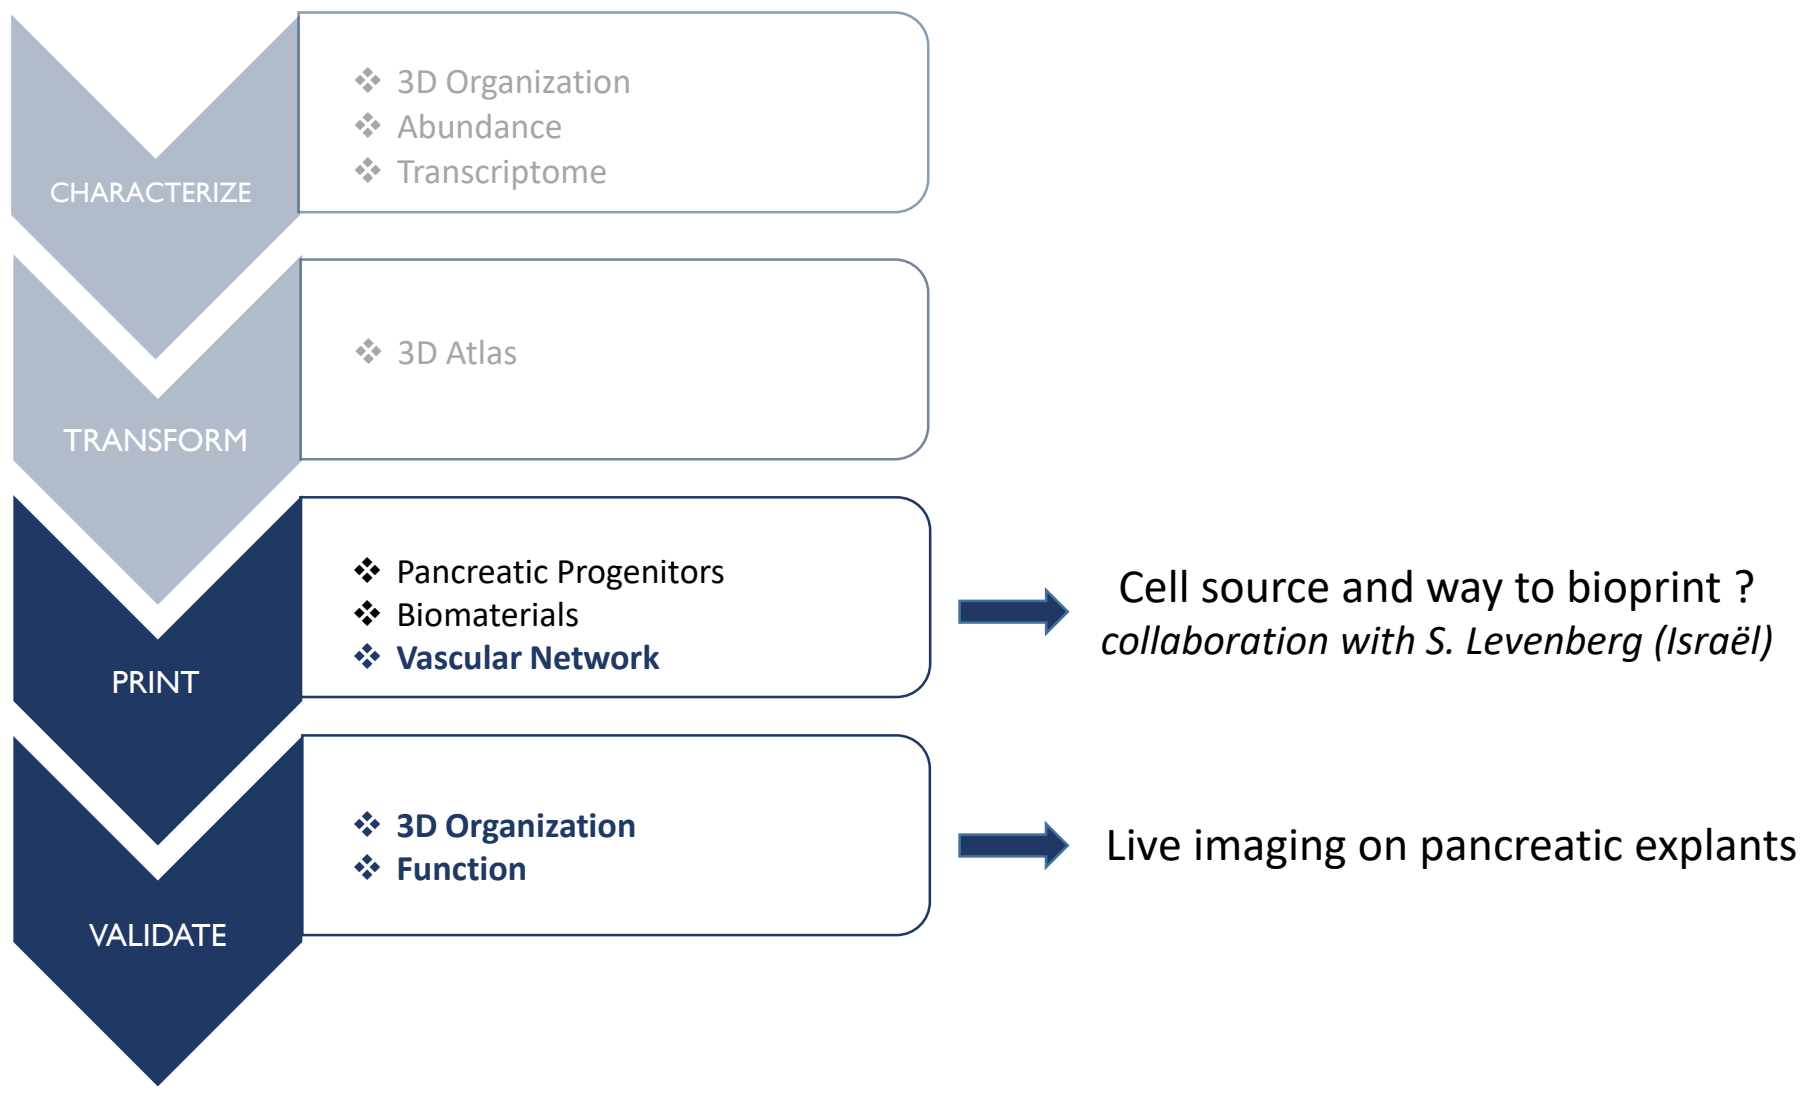 CHARACTERIZE
❖ 3D Organization
❖ Abundance
❖ Transcriptome
TRANSFORM
❖ 3D Atlas
PRINT
❖ Pancreatic Progenitors
❖ Biomaterials
❖ Vascular Network
Cell source and way to bioprint ?
collaboration with S. Levenberg (Israël)
VALIDATE
❖ 3D Organization
❖ Function
Live imaging on pancreatic explants